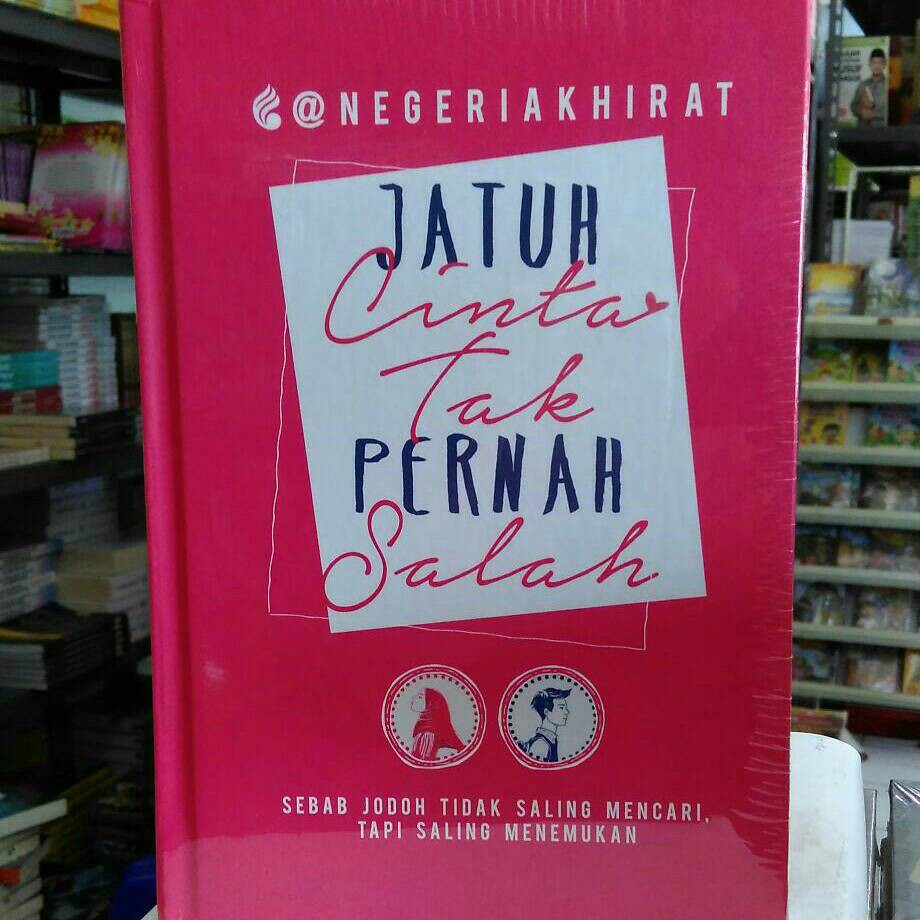 @NEGERIAKHIRAT
JATUH
Cinta
Tak
PERNAH
Salah
SEBAB JODOH TIDAK SALING MENCARI,
TAPI SALING MENEMUKAN